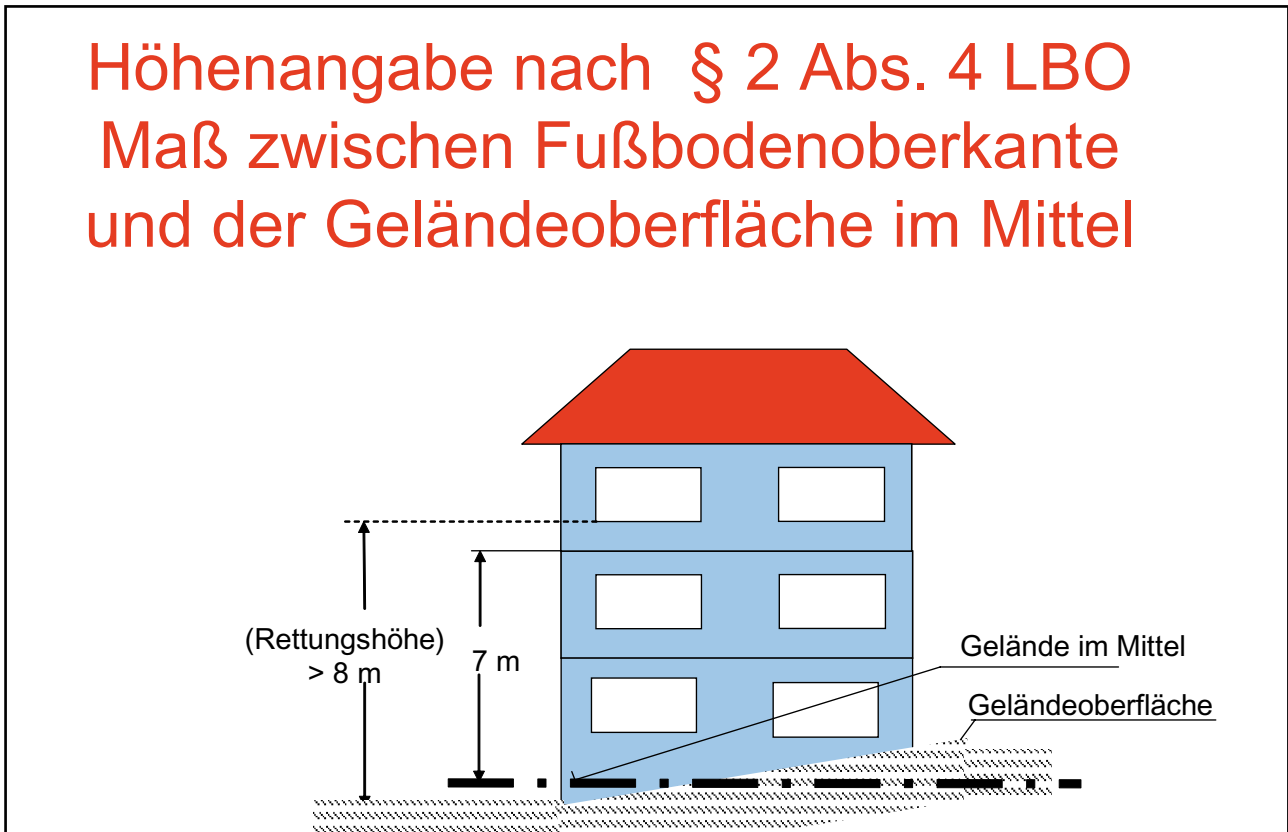 Höhenangabe nach § 2 Abs. 4 LBO
Maß zwischen Fußbodenoberkante
und der Geländeoberfläche im Mittel
(Rettungshöhe)
> 8 m
7 m
Gelände im Mittel
Geländeoberfläche